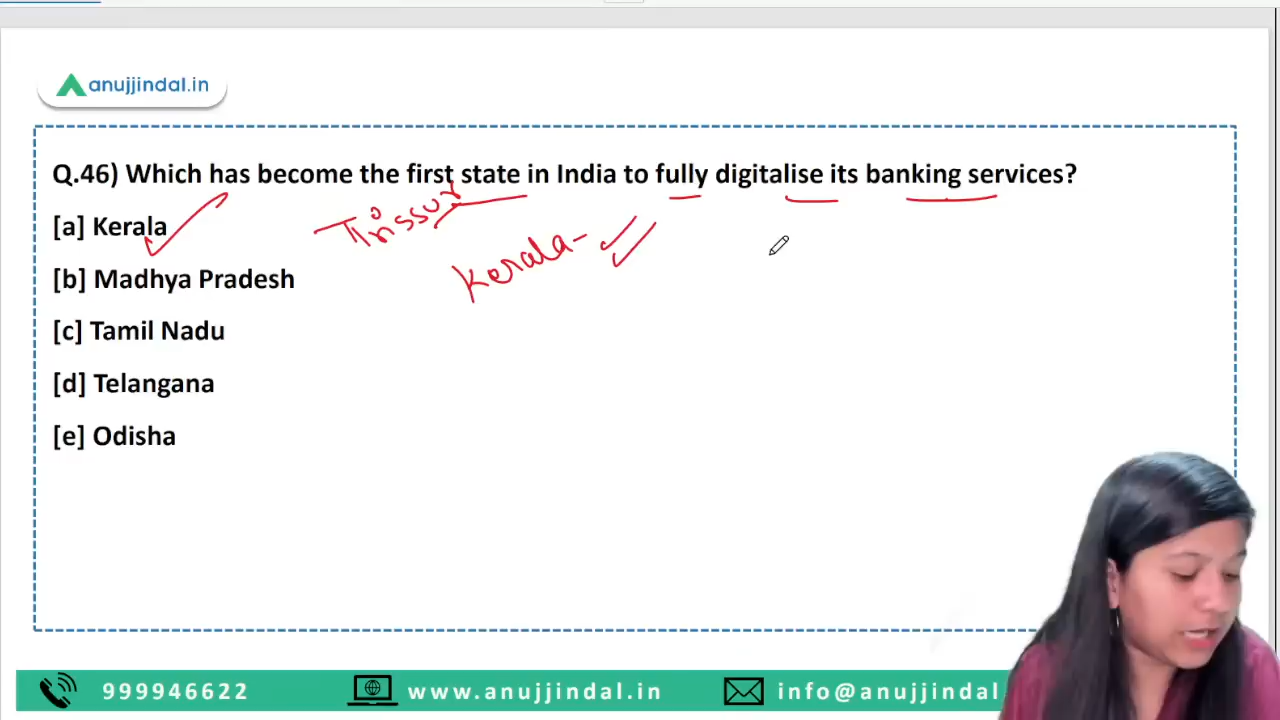 anujjindal.in
Q.46) Which has become the first state in India to fully digitalise its banking services?
[a] Kerala
Trissur
Kerala-
[b] Madhya Pradesh
[c] Tamil Nadu
[d] Telangana
[e] Odisha
999946622
www.anujjindal.in
info@anujjindal